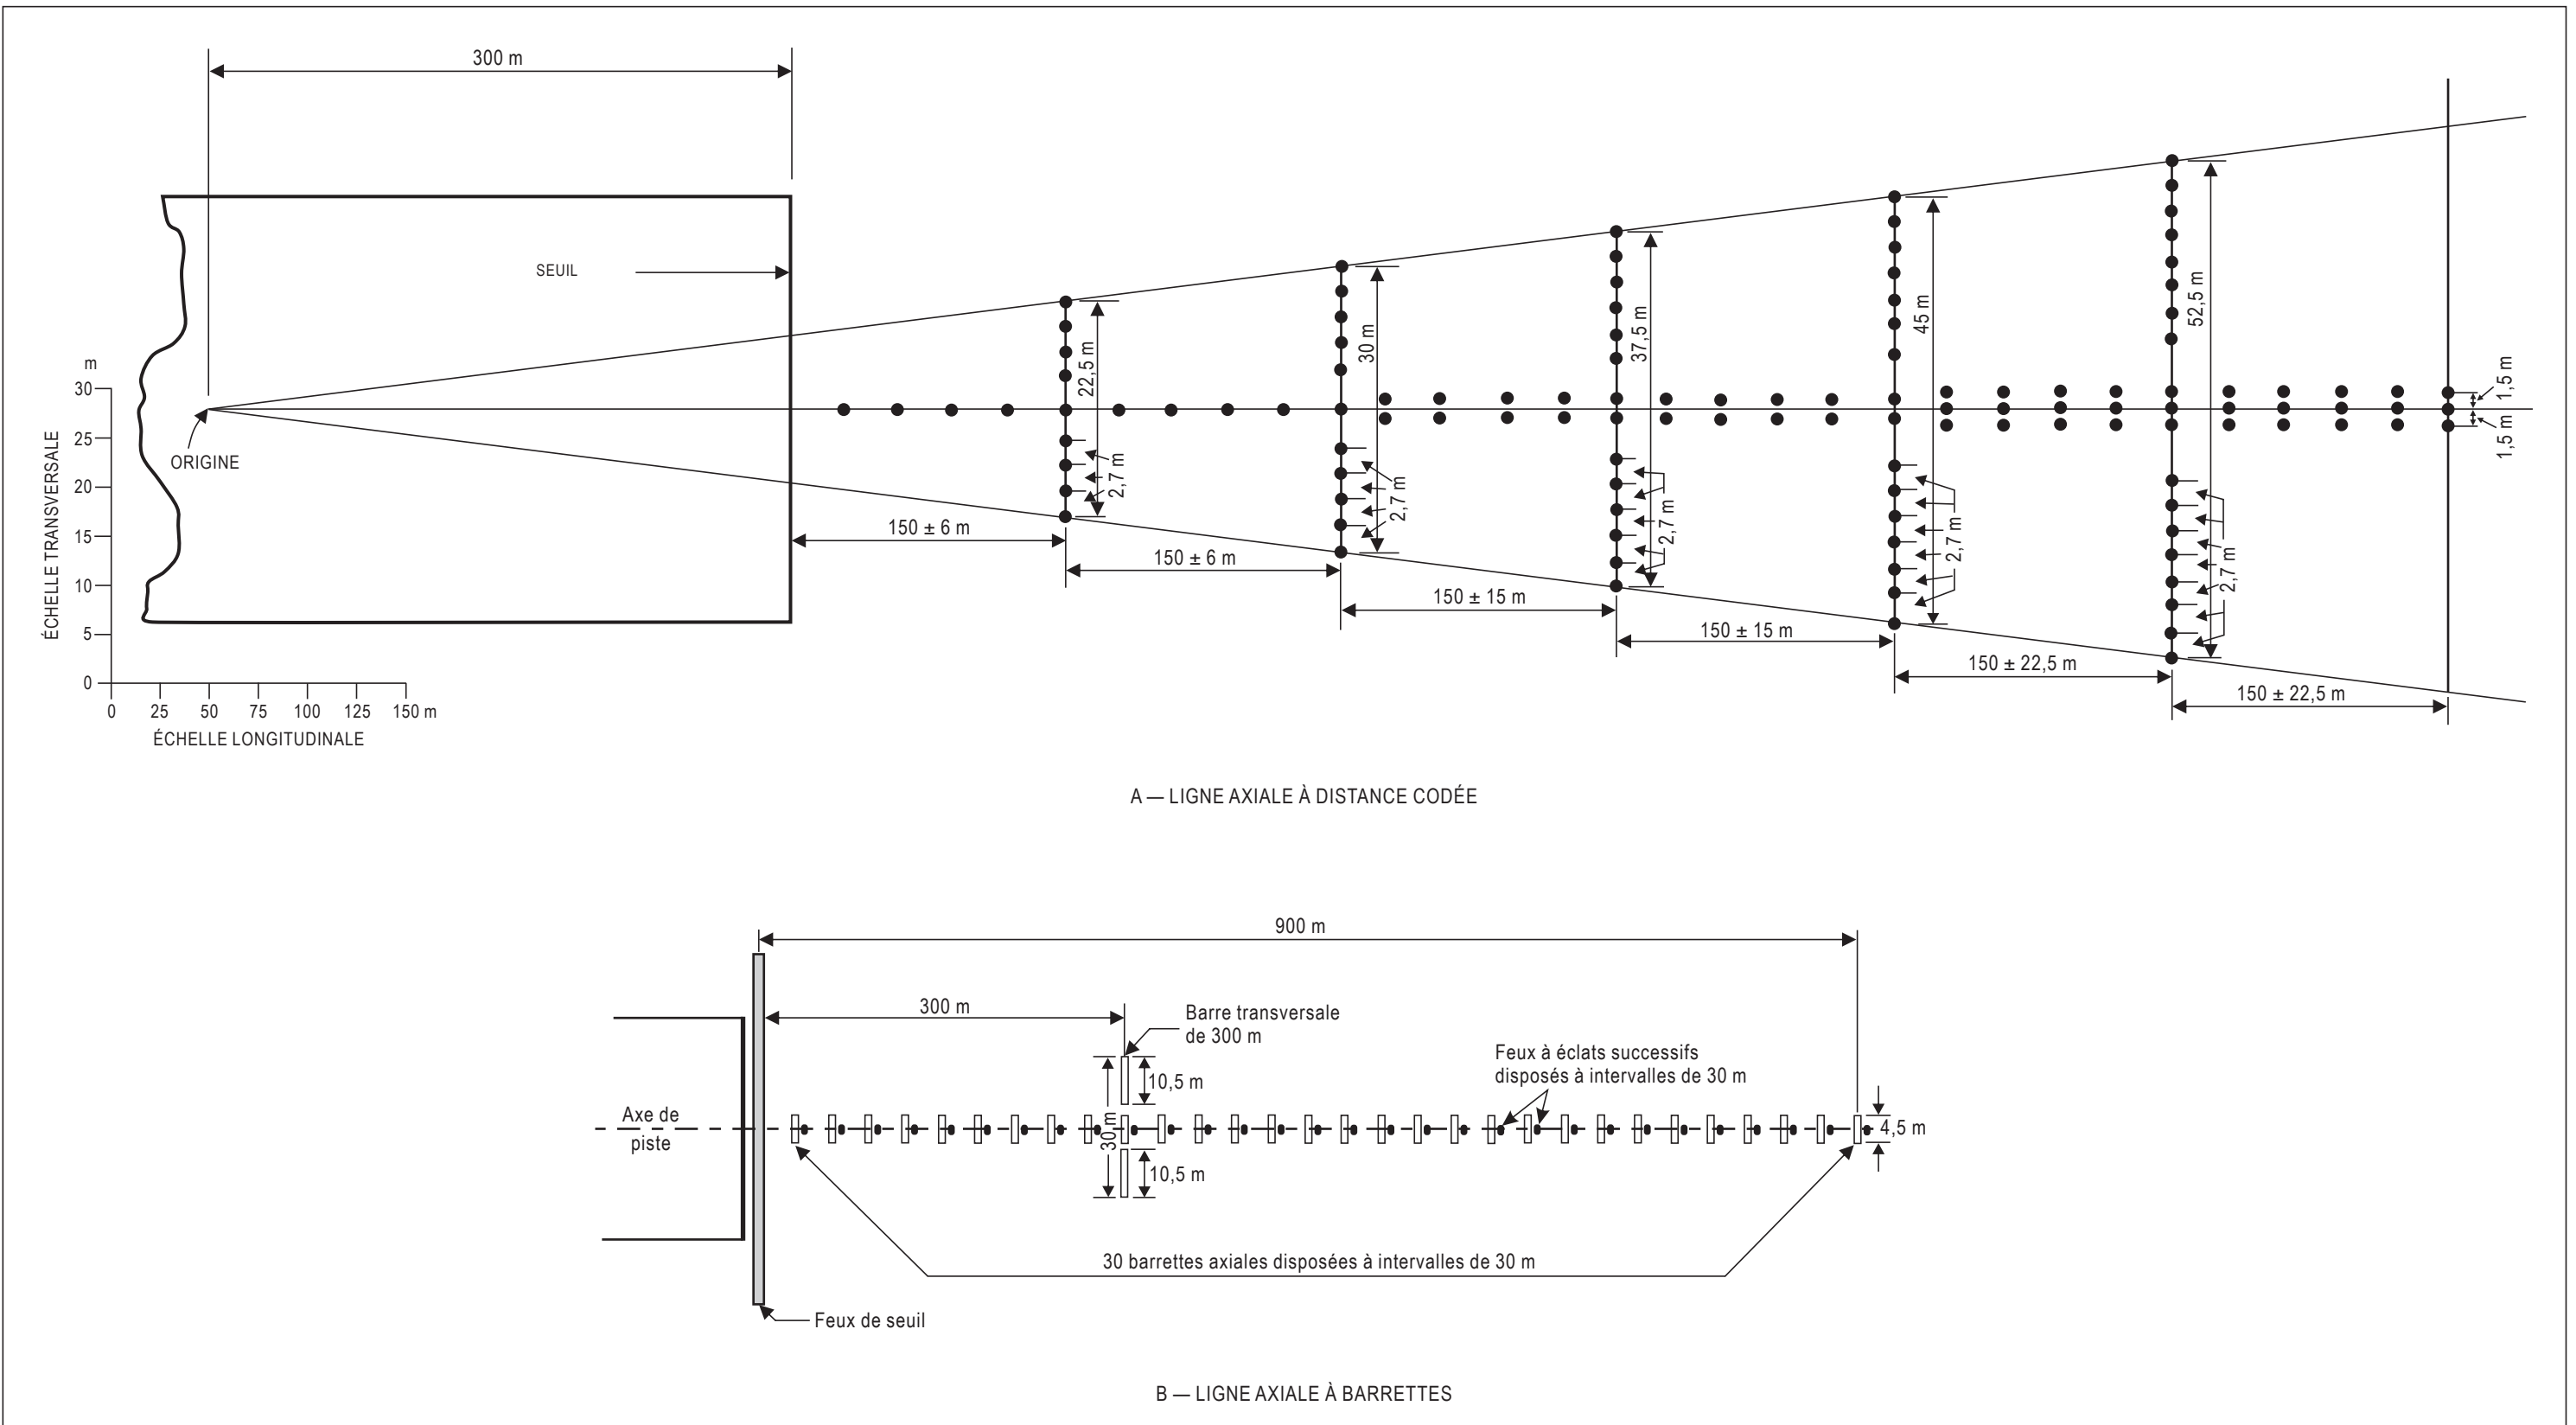 300 m
SEUIL
ORIGINE
m
30
25
20
15
10
5
0
ÉCHELLE TRANSVERSALE
0 25 50 75 100 125 150 m
ÉCHELLE LONGITUDINALE
22,5 m
2,7 m
30 m
2,7 m
37,5 m
2,7 m
45 m
2,7 m
52,5 m
2,7 m
1,5 m
1,5 m
150 ± 6 m
150 ± 6 m
150 ± 15 m
150 ± 15 m
150 ± 22,5 m
150 ± 22,5 m
A — LIGNE AXIALE À DISTANCE CODÉE
900 m
300 m
Barre transversale
de 300 m
10,5 m
30 m
10,5 m
Feux à éclats successifs
disposés à intervalles de 30 m
Axe de
piste
4,5 m
30 barrettes axiales disposées à intervalles de 30 m
Feux de seuil
B — LIGNE AXIALE À BARRETTES